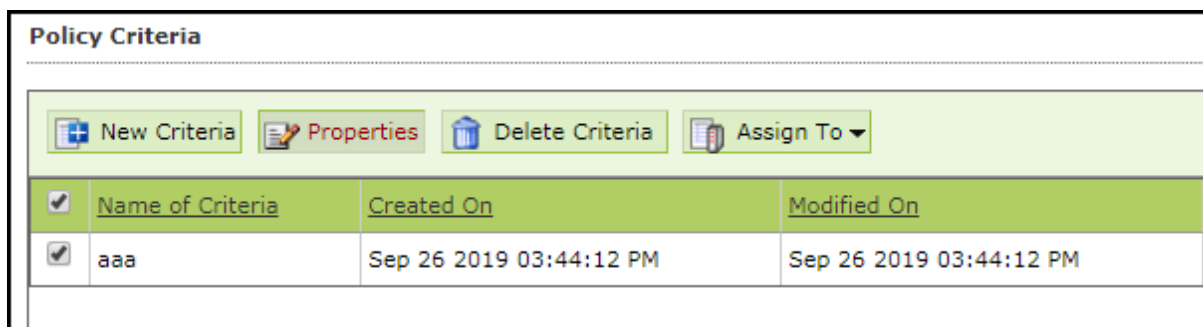 Policy Criteria
New Criteria Properties Delete Criteria Assign To
Name of Criteria Created On Modified On
aaa Sep 26 2019 03:44:12 PM Sep 26 2019 03:44:12 PM